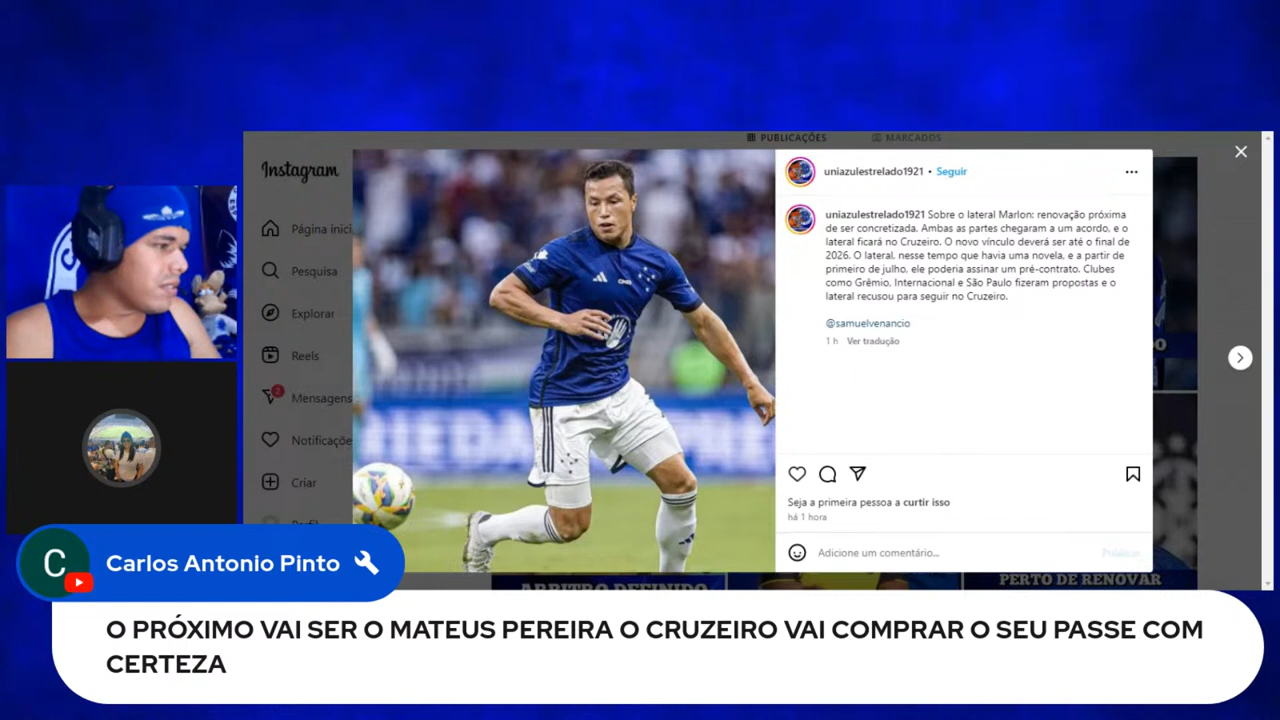 PUBLICAÇÕES
MARCADOS
Instagram
Página inici
Pesquisa
Explorar
Reels
2
Mensagens
Notificaçõe
Criar
uniazulestrelado1921 • Seguir
uniazulestrelado1921 Sobre o lateral Marlon: renovação próxima
de ser concretizada. Ambas as partes chegaram a um acordo, e o
lateral ficará no Cruzeiro. O novo vínculo deverá ser até o final de
2026. O lateral, nesse tempo que havia uma novela, e a partir de
primeiro de julho, ele poderia assinar um pré-contrato. Clubes
como Grêmio, Internacional e São Paulo fizeram propostas e o
lateral recusou para seguir no Cruzeiro.
@samuelvenancio
1 h Ver tradução
Seja a primeira pessoa a curtir isso
há 1 hora
Adicione um comentário...
Publicar
ARBITRO DEFINIDO
PERTO DE RENOVAR
C
Carlos Antonio Pinto
O PRÓXIMO VAI SER O MATEUS PEREIRA O CRUZEIRO VAI COMPRAR O SEU PASSE COM
CERTEZA